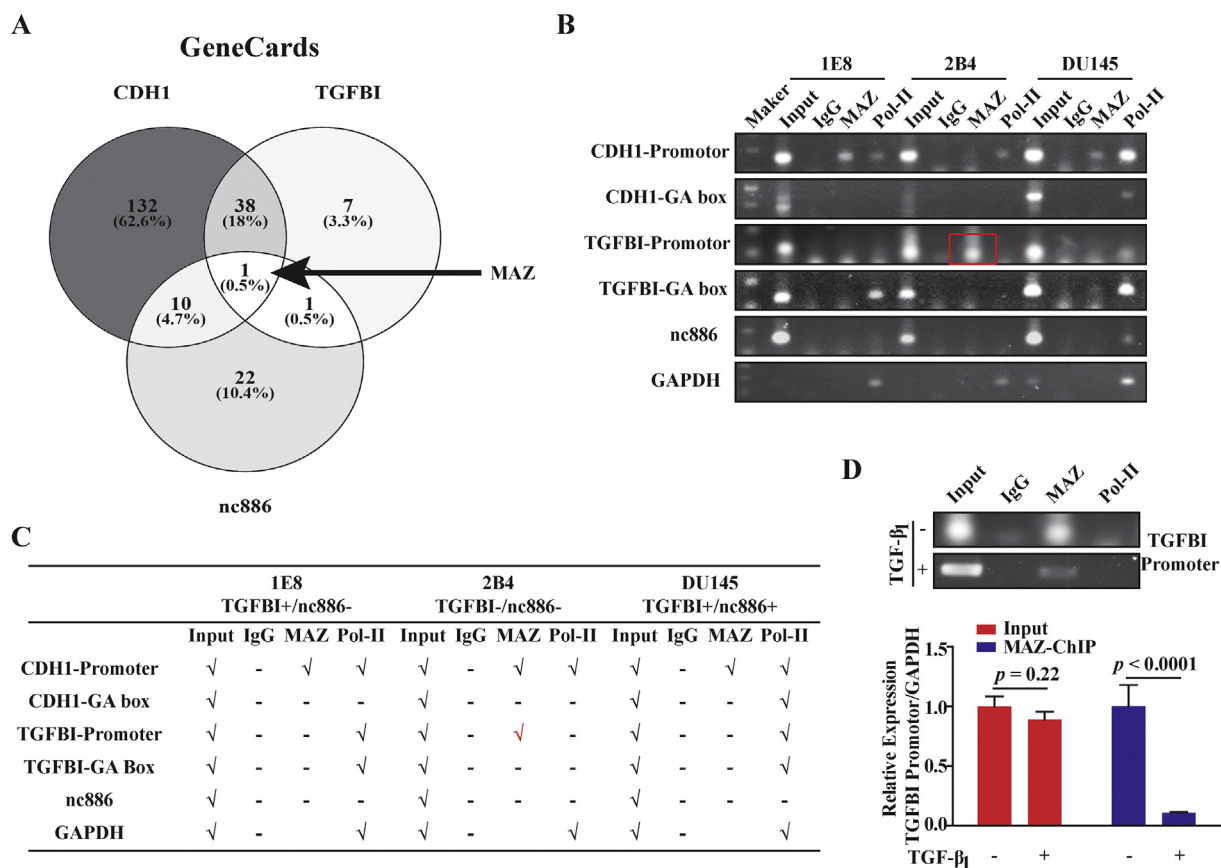 A
GeneCards
CDH1
TGFBI
132
(62.6%)
38
(18%)
7
(3.3%)
1
(0.5%)
MAZ
10
(4.7%)
1
(0.5%)
22
(10.4%)
nc886
B
1E8 2B4 DU145
Maker Input IgG MAZ Pol-II Input IgG MAZ Pol-II Input IgG MAZ Pol-II
CDH1-Promotor
CDH1-GA box
TGFBI-Promotor
TGFBI-GA box
nc886
GAPDH
C
1E8 2B4 DU145
TGFBI+/nc886- TGFBI-/nc886- TGFBI+/nc886+
Input IgG MAZ Pol-II Input IgG MAZ Pol-II Input IgG MAZ Pol-II
CDH1-Promoter √ - √ √ √ - √ √ √ - √ √
CDH1-GA box √ - - - √ - - - √ - - √
TGFBI-Promoter √ - - √ √ - √ - √ - - √
TGFBI-GA Box √ - - √ √ - - - √ - - √
nc886 √ - - - √ - - - √ - - √
GAPDH √ - √ √ - √ √ - √
D
Input IgG MAZ Pol-II
TGF-β1
-
+
TGFBI
Promoter
Input
MAZ-ChIP
Relative Expression
TGFBI Promotor/GAPDH
1.5
1.0
0.5
0.0
p = 0.22
p < 0.0001
TGF-β1 - + - +